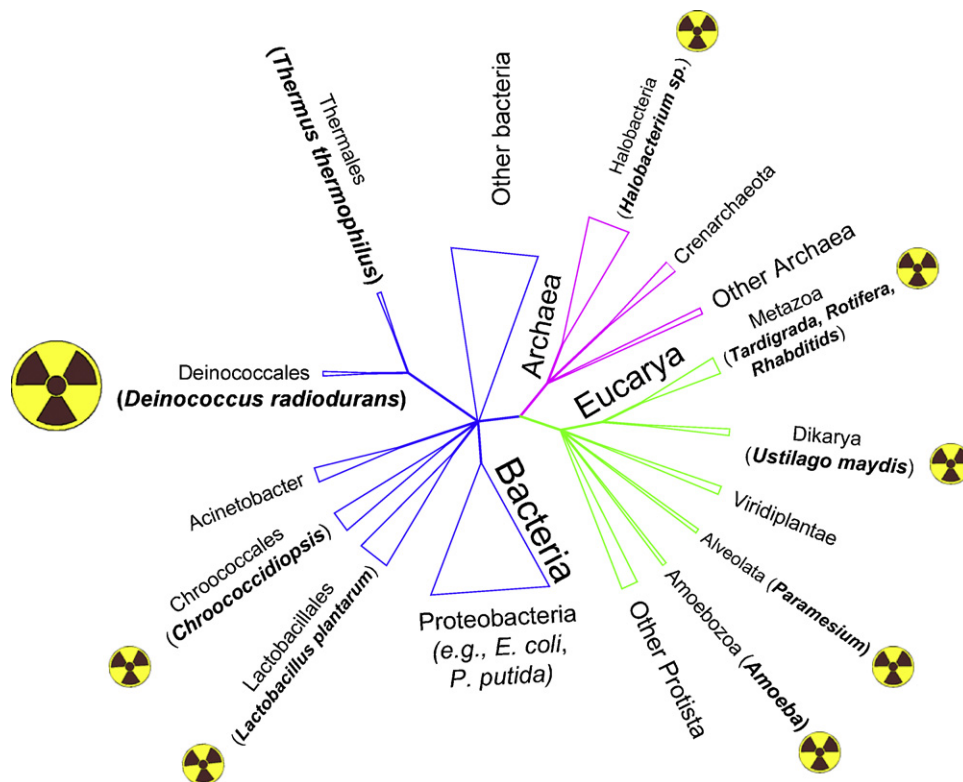 Other bacteria
Thermales
(Thermus thermophilus)
Deinococcales
(Deinococcus radiodurans)
Acinetobacter
Chroococcales
(Chroococcidiopsis)
Lactobacillales
(Lactobacillus plantarum)
Bacteria
Proteobacteria
(e.g., E. coli,
P. putida)
Archaea
Halobacteria
(Halobacterium sp.)
Crenarchaeota
Other Archaea
Eucarya
Metazoa
(Tardigrada, Rotifera,
Rhabditids)
Dikarya
(Ustilago maydis)
Viridiplantae
Alveolata (Paramesium)
Amoebozoa (Amoeba)
Other Protista